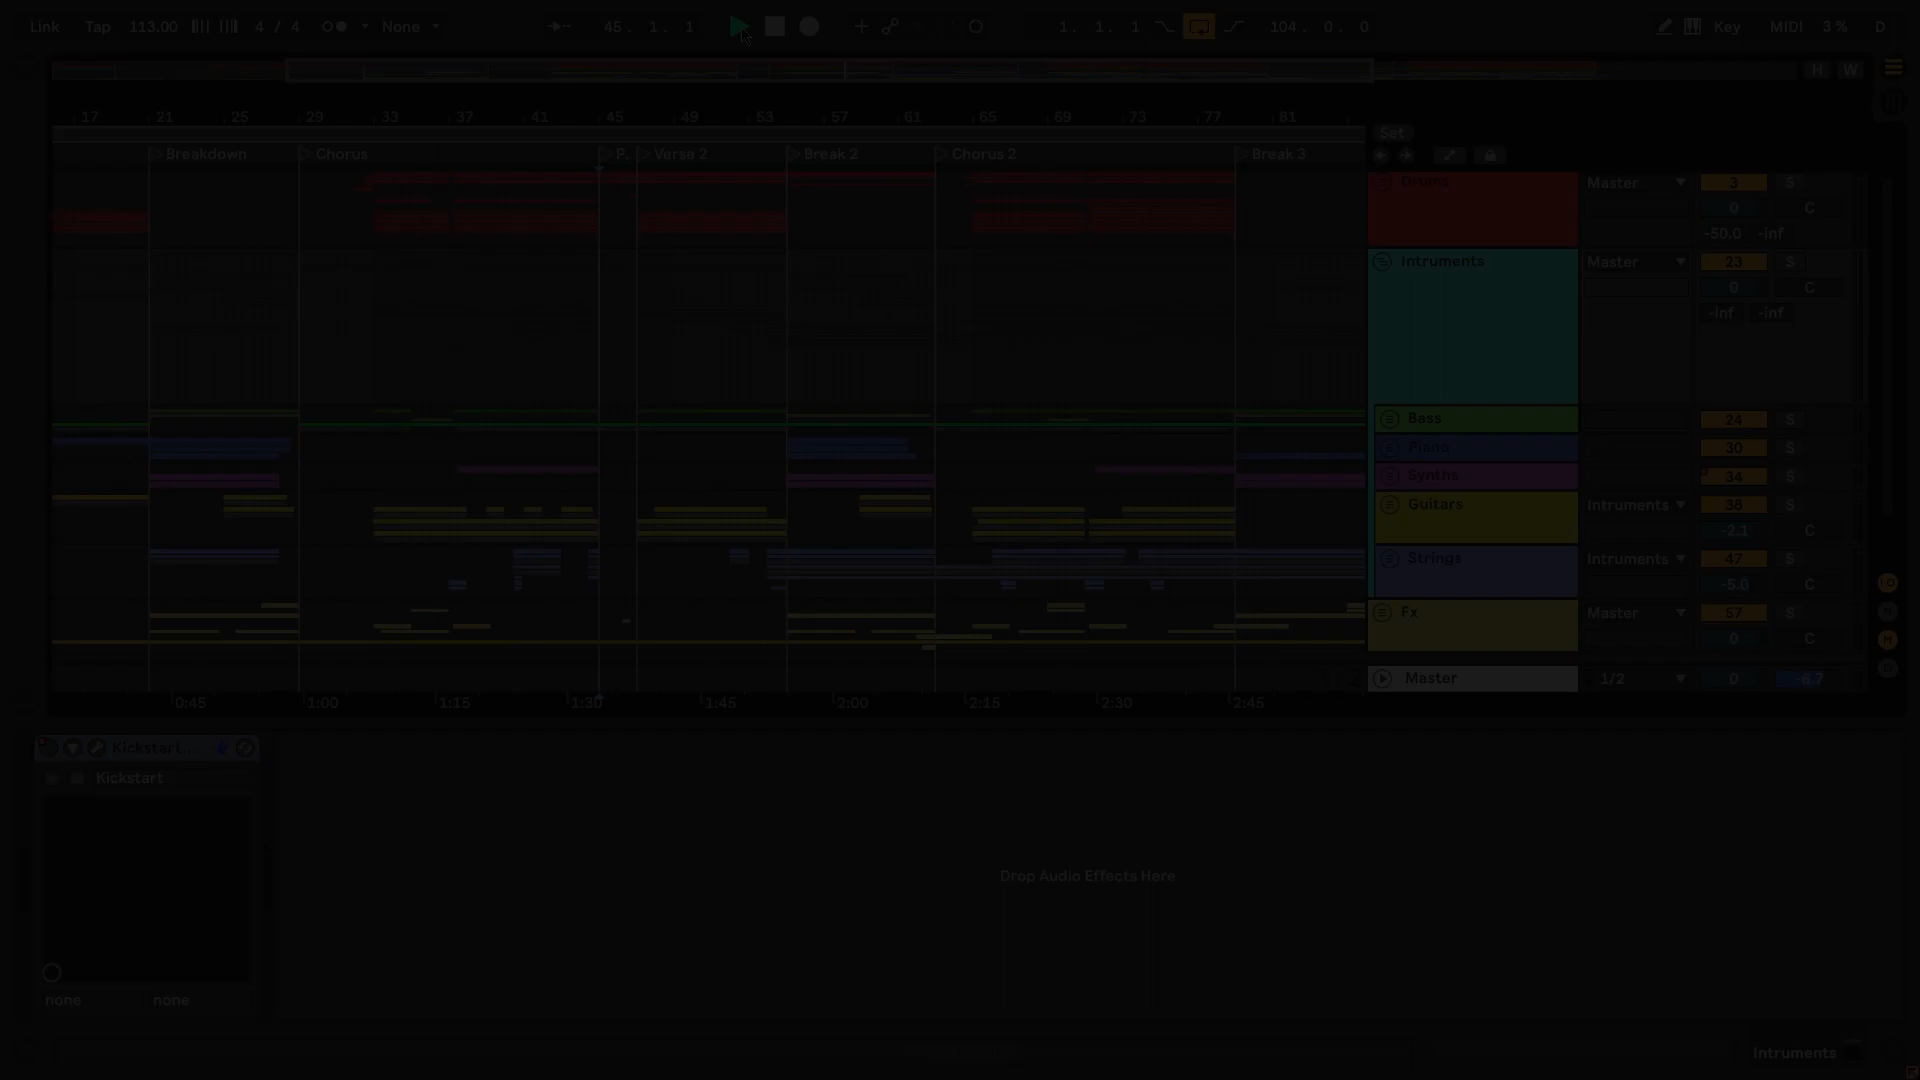 Link Tap 113.00 4 / 4 None 45 . 1 . 1 1 . 1 . 1 104 . 0 . 0 Key MIDI 3 % D
H W
17 21 25 29 33 37 41 45 49 53 57 61 65 69 73 77 81
Set
Breakdown Chorus P.. Verse 2 Break 2 Chorus 2 Break 3
Drums Master 3 S
0 C
-50.0 -inf
Intruments Master 23 S
0 C
-inf -inf
Bass 24 S
Piano 30 S
Synths 34 S
Guitars Intruments 38 S
-2.1 C
Strings Intruments 47 S
-5.0 C
Fx Master 57 S
0 C
Master 1/2 0 -6.7
0:45 1:00 1:15 1:30 1:45 2:00 2:15 2:30 2:45
Kickstart...
Kickstart
Drop Audio Effects Here
none none
Intruments